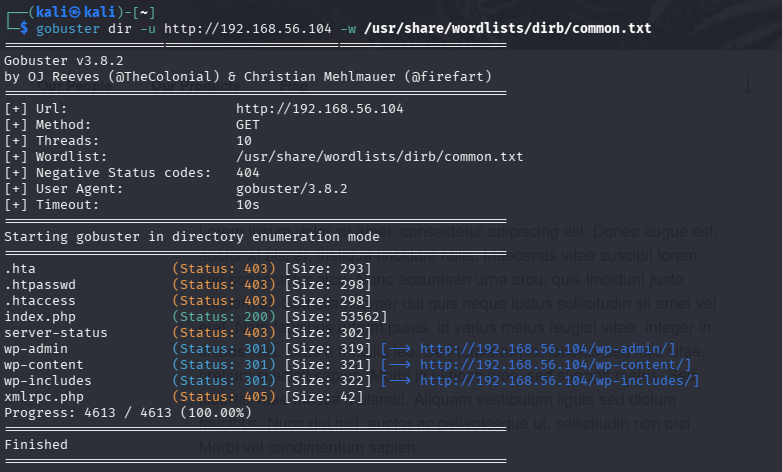 ┌──(kali㉿kali)-[~]
└─$ gobuster dir -u http://192.168.56.104 -w /usr/share/wordlists/dirb/common.txt
===============================================================
Gobuster v3.8.2
by OJ Reeves (@TheColonial) & Christian Mehlmauer (@firefart)
===============================================================
[+] Url:                     http://192.168.56.104
[+] Method:                  GET
[+] Threads:                 10
[+] Wordlist:                /usr/share/wordlists/dirb/common.txt
[+] Negative Status codes:   404
[+] User Agent:              gobuster/3.8.2
[+] Timeout:                 10s
===============================================================
Starting gobuster in directory enumeration mode
===============================================================
.hta                 (Status: 403) [Size: 293]
.htpasswd            (Status: 403) [Size: 298]
.htaccess            (Status: 403) [Size: 298]
index.php            (Status: 200) [Size: 53562]
server-status        (Status: 403) [Size: 302]
wp-admin             (Status: 301) [Size: 319] [--> http://192.168.56.104/wp-admin/]
wp-content           (Status: 301) [Size: 321] [--> http://192.168.56.104/wp-content/]
wp-includes          (Status: 301) [Size: 322] [--> http://192.168.56.104/wp-includes/]
xmlrpc.php           (Status: 405) [Size: 42]
Progress: 4613 / 4613 (100.00%)
===============================================================
Finished
===============================================================